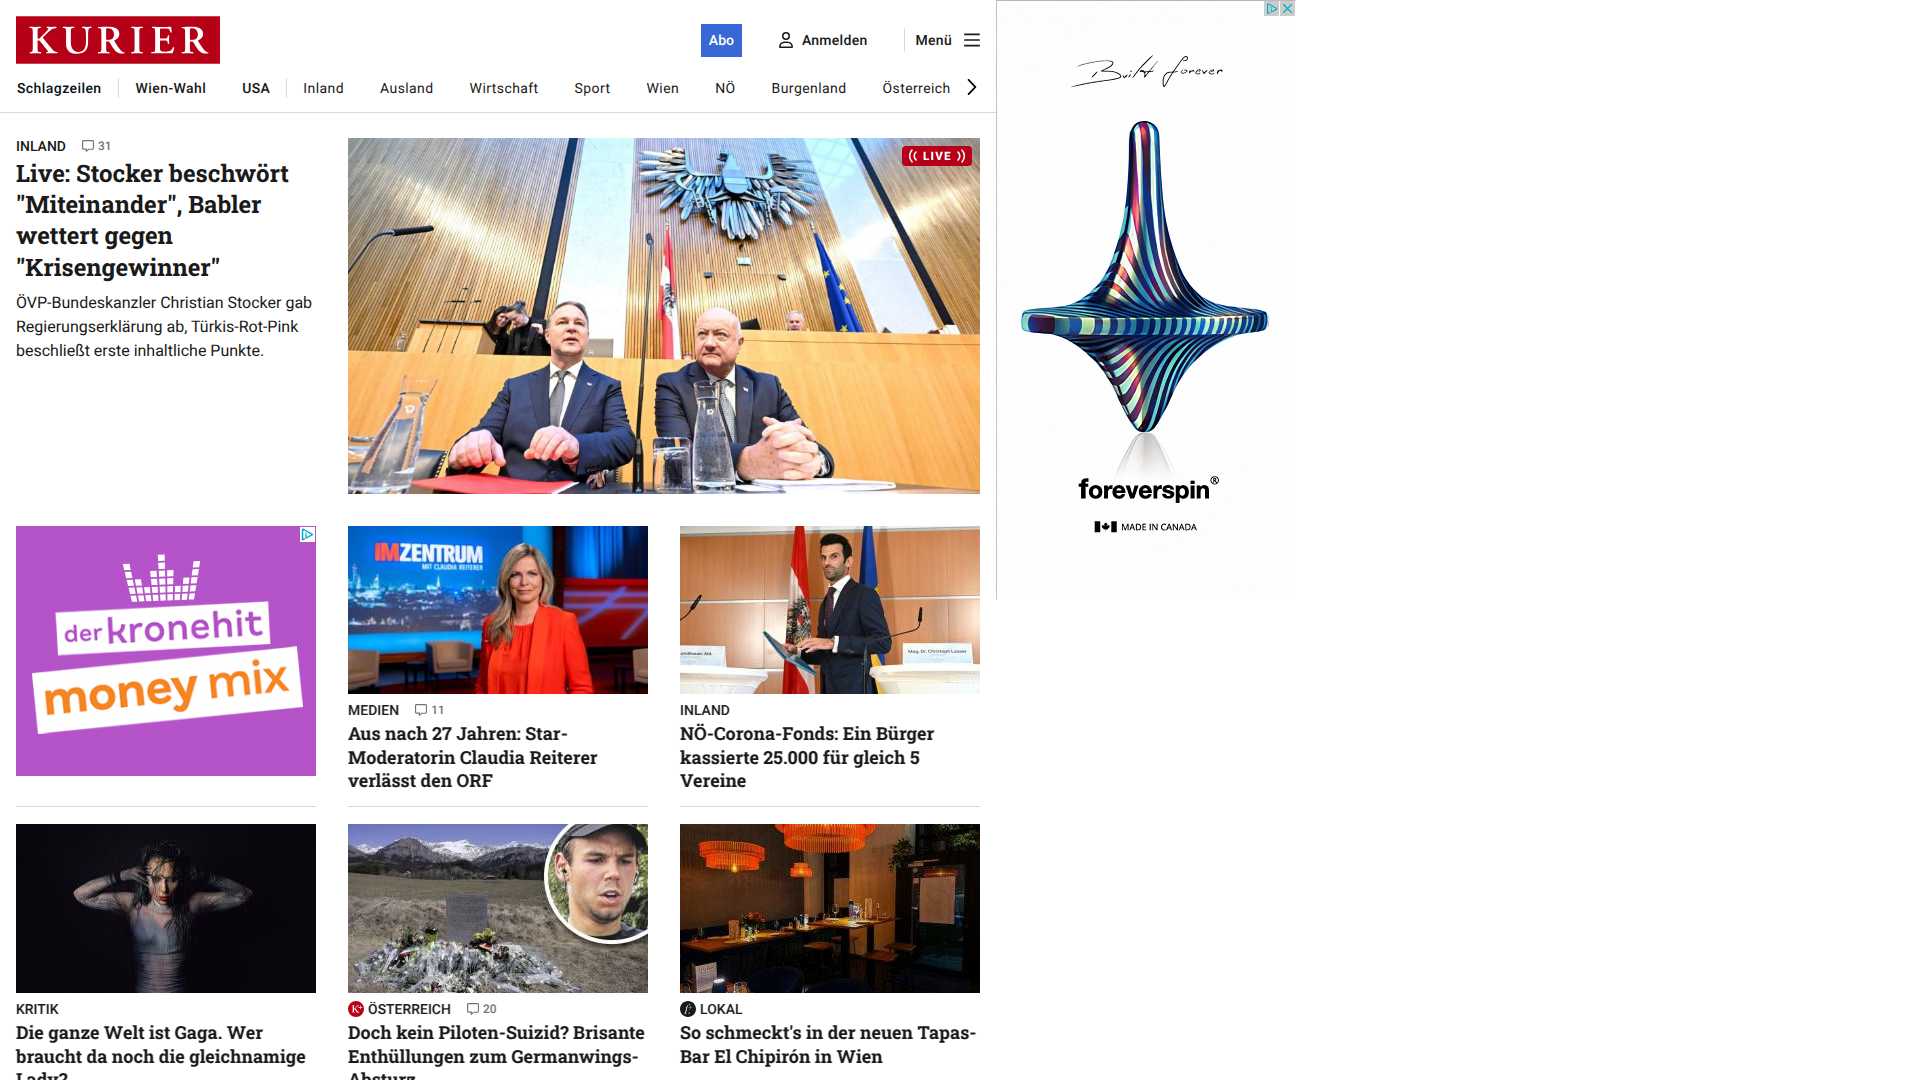 KURIER
Abo
Anmelden
Menü
Schlagzeilen
Wien-Wahl
USA
Inland
Ausland
Wirtschaft
Sport
Wien
NÖ
Burgenland
Österreich
INLAND 31
Live: Stocker beschwört
"Miteinander", Babler
wettert gegen
"Krisengewinner"
ÖVP-Bundeskanzler Christian Stocker gab
Regierungserklärung ab, Türkis-Rot-Pink
beschließt erste inhaltliche Punkte.
LIVE
Built forever
foreverspin®
MADE IN CANADA
der kronehit
money mix
IMZENTRUM
MIT CLAUDIA REITERER
MEDIEN 11
Aus nach 27 Jahren: Star-
Moderatorin Claudia Reiterer
verlässt den ORF
Mag. Dr. Christoph Luisser
INLAND
NÖ-Corona-Fonds: Ein Bürger
kassierte 25.000 für gleich 5
Vereine
KRITIK
Die ganze Welt ist Gaga. Wer
braucht da noch die gleichnamige
Lady?
K+ ÖSTERREICH 20
Doch kein Piloten-Suizid? Brisante
Enthüllungen zum Germanwings-
Absturz
f. LOKAL
So schmeckt's in der neuen Tapas-
Bar El Chipirón in Wien